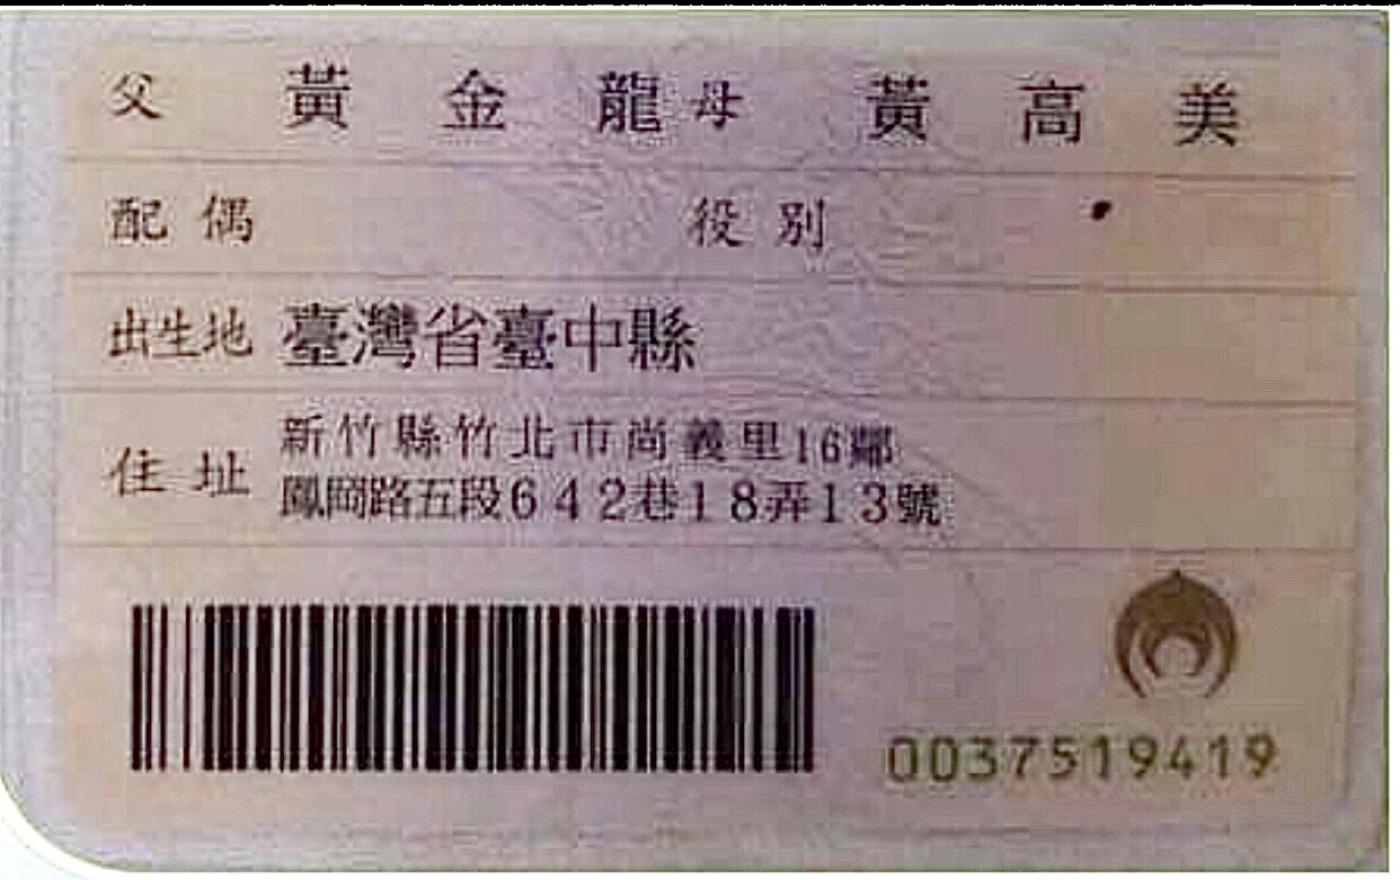 父 黃金龍 母 黃高美
配偶 役別
出生地 臺灣省臺中縣
住址 新竹縣竹北市尚義里16鄰
鳳岡路五段642巷18弄13號
0037519419